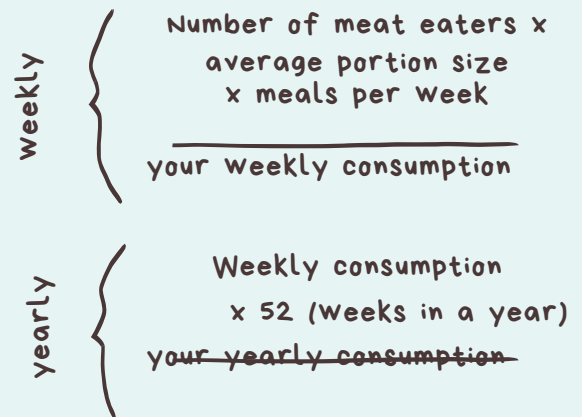 weekly
Number of meat eaters x
average portion size
x meals per week
your weekly consumption
yearly
Weekly consumption
x 52 (weeks in a year)
your yearly consumption